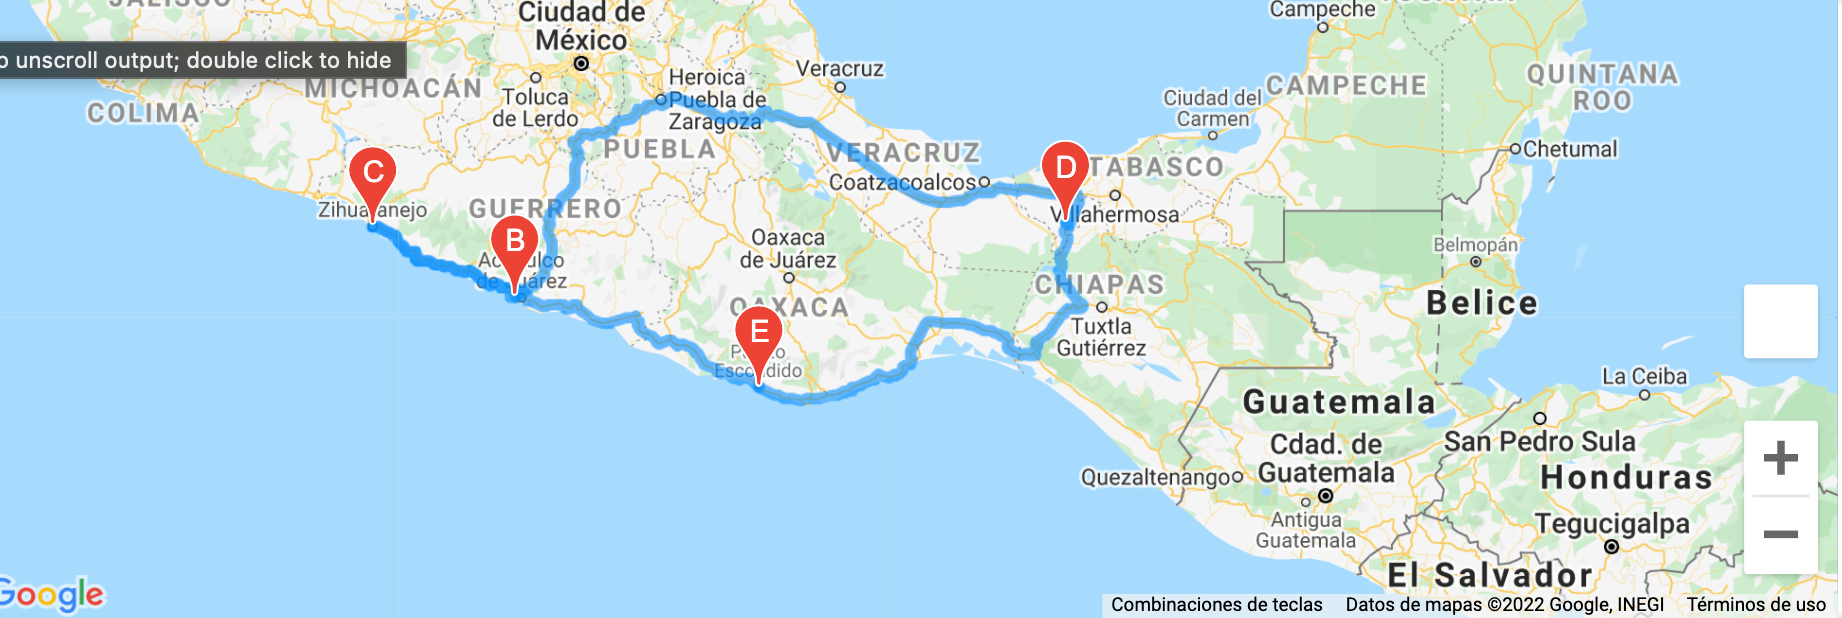 JALISCO
Ciudad de
México
o unscroll output; double click to hide
MICHOACÁN
COLIMA
Toluca
de Lerdo
Heroica
Puebla de
Zaragoza
PUEBLA
Veracruz
VERACRUZ
Coatzacoalcos
Campeche
CAMPECHE
Ciudad del
Carmen
QUINTANA
ROO
Chetumal
C
Zihuatanejo
GUERRERO
B
Acapulco
de Juárez
Oaxaca
de Juárez
OAXACA
E
Puerto
Escondido
D
TABASCO
Villahermosa
CHIAPAS
Tuxtla
Gutiérrez
Belmopán
Belice
Guatemala
Cdad. de
Guatemala
Quezaltenango
Antigua
Guatemala
La Ceiba
San Pedro Sula
Honduras
Tegucigalpa
El Salvador
+
−
Google
Combinaciones de teclas
Datos de mapas ©2022 Google, INEGI
Términos de uso